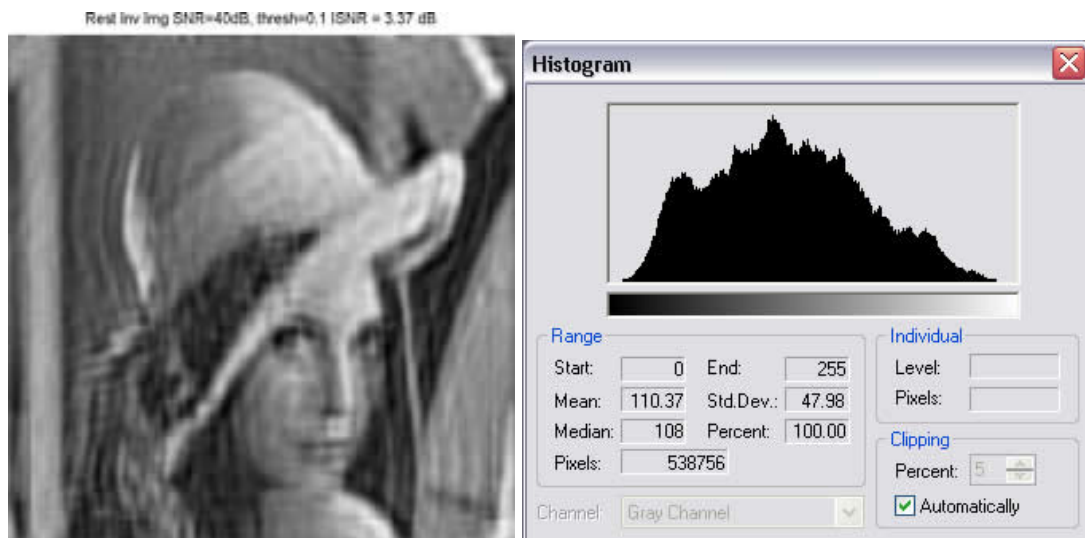 Rest Inv Img SNR=40dB, thresh=0.1 ISNR = 3.37 dB
Histogram
Range
Start: 0 End: 255
Mean: 110.37 Std.Dev.: 47.98
Median: 108 Percent: 100.00
Pixels: 538756
Individual
Level:
Pixels:
Clipping
Percent: 5
Automatically
Channel: Gray Channel